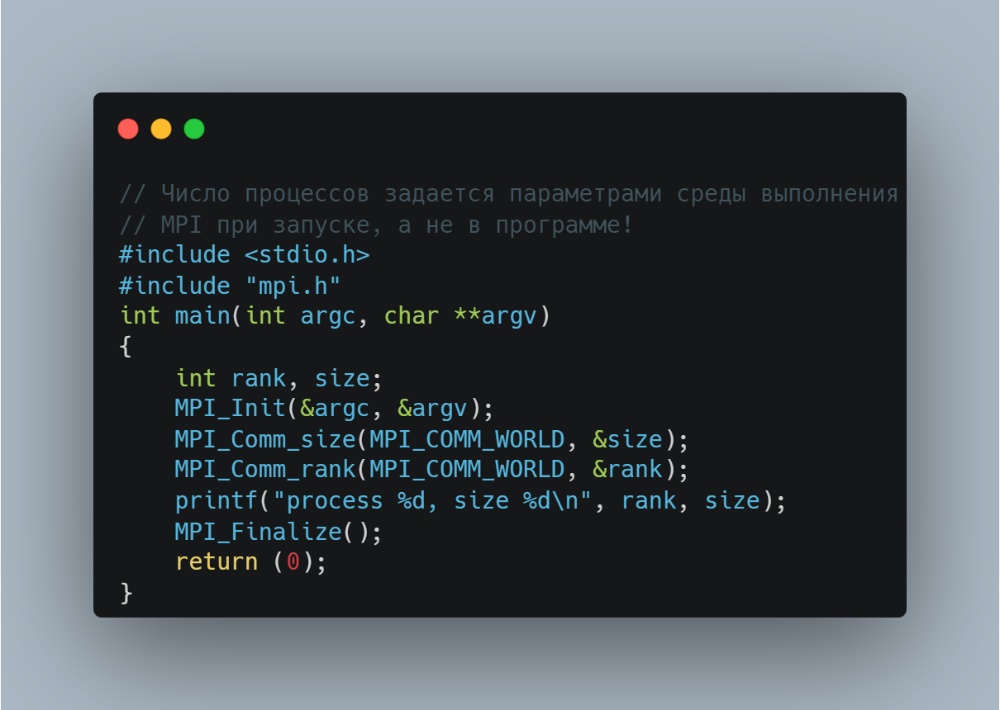 // Число процессов задается параметрами среды выполнения
// MPI при запуске, а не в программе!
#include <stdio.h>
#include "mpi.h"
int main(int argc, char **argv)
{
    int rank, size;
    MPI_Init(&argc, &argv);
    MPI_Comm_size(MPI_COMM_WORLD, &size);
    MPI_Comm_rank(MPI_COMM_WORLD, &rank);
    printf("process %d, size %d\n", rank, size);
    MPI_Finalize();
    return (0);
}